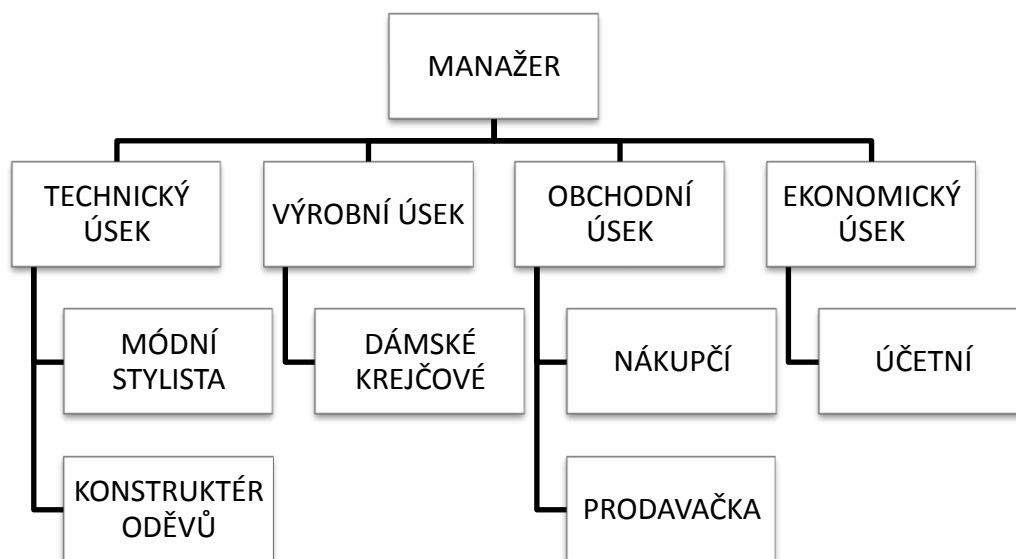 MANAŽER
TECHNICKÝ
ÚSEK
VÝROBNÍ ÚSEK
OBCHODNÍ
ÚSEK
EKONOMICKÝ
ÚSEK
MÓDNÍ
STYLISTA
DÁMSKÉ
KREJČOVÉ
NÁKUPČÍ
ÚČETNÍ
KONSTRUKTÉR
ODĚVŮ
PRODAVAČKA